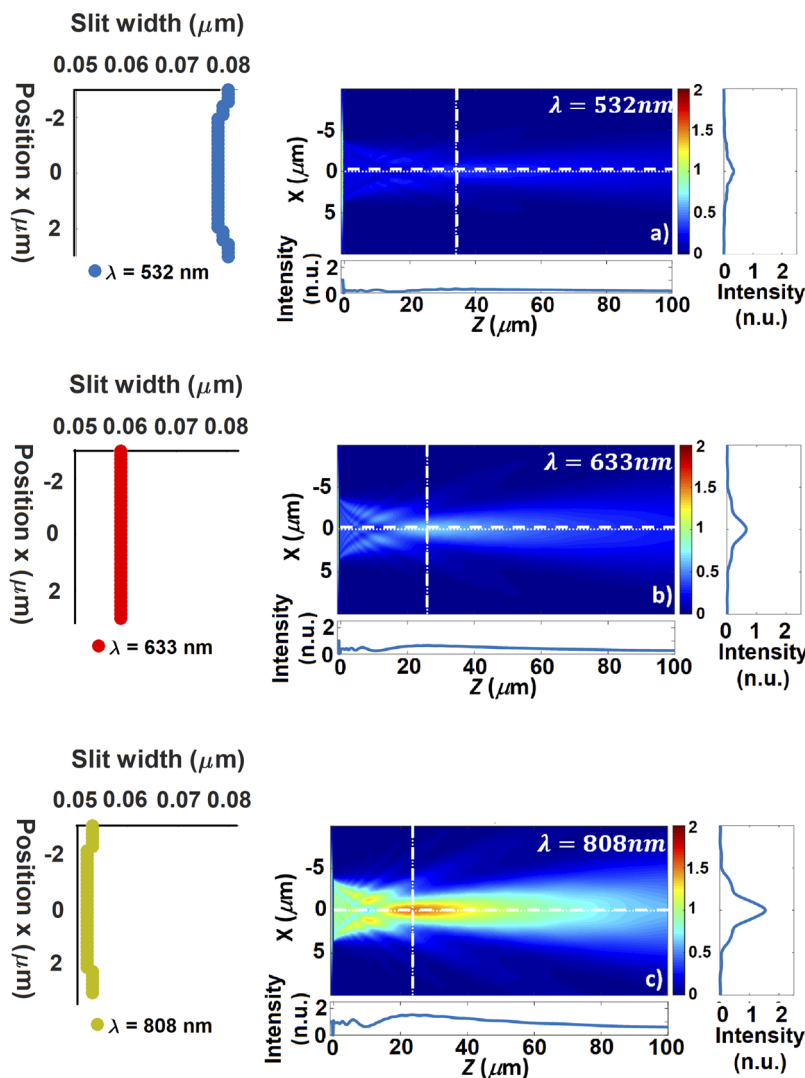 Slit width (μm)
0.05 0.06 0.07 0.08
Position x (μm)
-2
0
2
λ = 532 nm
X (μm)
-5
0
5
λ = 532nm
a)
2
1.5
1
0.5
0
Intensity (n.u.)
2
0
0 20 40 60 80 100
Z (μm)
0 1 2
Intensity
(n.u.)
Slit width (μm)
0.05 0.06 0.07 0.08
Position x (μm)
-2
0
2
λ = 633 nm
X (μm)
-5
0
5
λ = 633nm
b)
2
1.5
1
0.5
0
Intensity (n.u.)
2
0
0 20 40 60 80 100
Z (μm)
0 1 2
Intensity
(n.u.)
Slit width (μm)
0.05 0.06 0.07 0.08
Position x (μm)
-2
0
2
λ = 808 nm
X (μm)
-5
0
5
λ = 808nm
c)
2
1.5
1
0.5
0
Intensity (n.u.)
2
0
0 20 40 60 80 100
Z (μm)
0 1 2
Intensity
(n.u.)